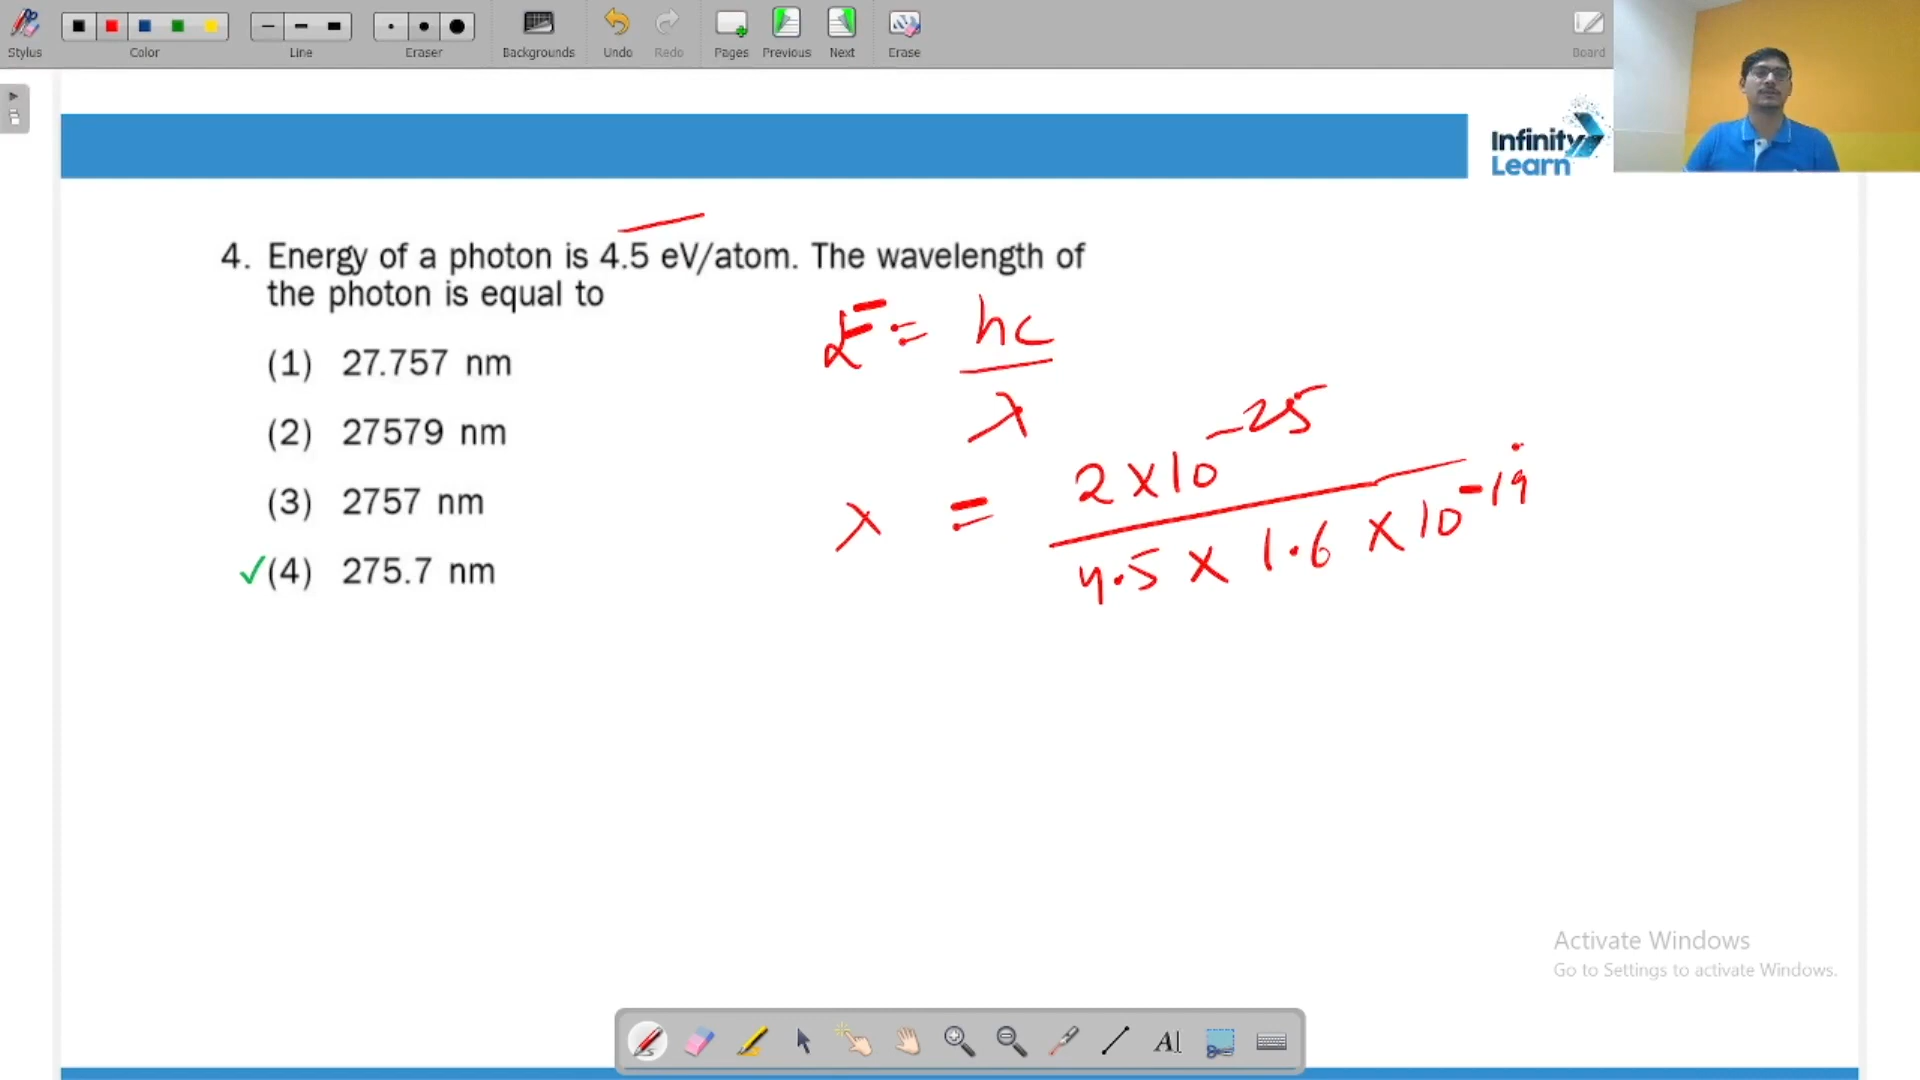 Stylus
Color
Line
Eraser
Backgrounds
Undo
Redo
Pages
Previous
Next
Erase
Board
Infinity
Learn
4. Energy of a photon is 4.5 eV/atom. The wavelength of
the photon is equal to
(1) 27.757 nm
(2) 27579 nm
(3) 2757 nm
✓(4) 275.7 nm
E = hc
λ
λ = 2 × 10⁻²⁵
4.5 × 1.6 × 10⁻¹⁹
Activate Windows
Go to Settings to activate Windows.